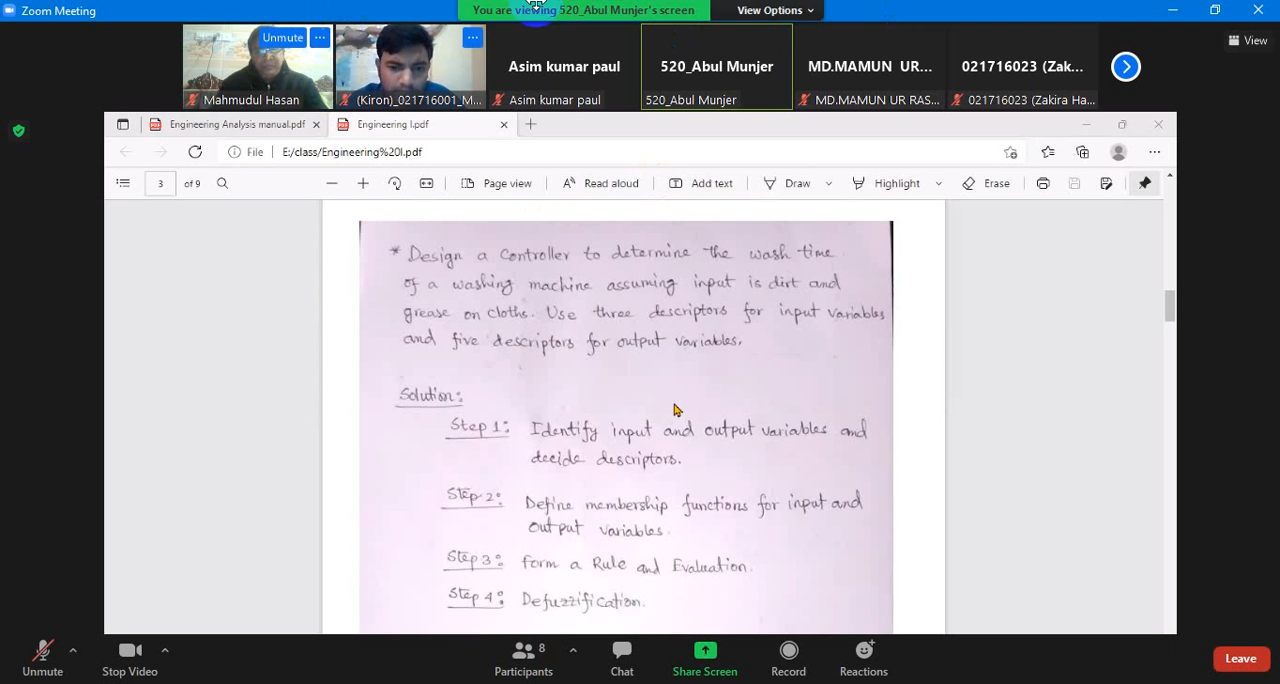 Zoom Meeting
You are viewing 520_Abul Munjer's screen
View Options
View
Unmute
Mahmudul Hasan
(Kiron)_021716001_M...
Asim kumar paul
Asim kumar paul
520_Abul Munjer
520_Abul Munjer
MD.MAMUN UR...
MD.MAMUN UR RAS...
021716023 (Zak...
021716023 (Zakira Ha...
Engineering Analysis manual.pdf
Engineering I.pdf
File E:/class/Engineering%20I.pdf
3 of 9 Page view Read aloud Add text Draw Highlight Erase
* Design a controller to determine the wash time
of a washing machine assuming input is dirt and
grease on cloths. Use three descriptors for input variables
and five descriptors for output variables.
Solution:
Step 1: Identify input and output variables and
decide descriptors.
Step 2: Define membership functions for input and
output variables.
Step 3: Form a Rule and Evaluation.
Step 4: Defuzzification.
Unmute
Stop Video
Participants 8
Chat
Share Screen
Record
Reactions
Leave